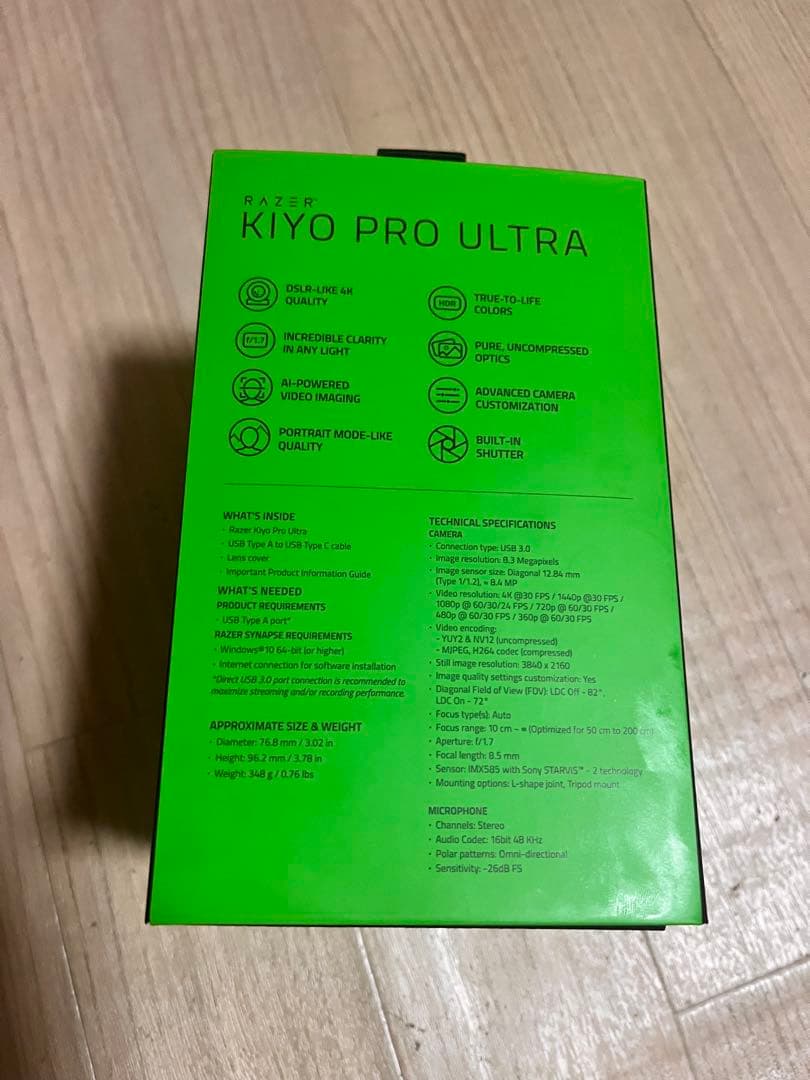 RAZER™
KIYO PRO ULTRA
DSLR-LIKE 4K
QUALITY
f/1.7
INCREDIBLE CLARITY
IN ANY LIGHT
AI-POWERED
VIDEO IMAGING
PORTRAIT MODE-LIKE
QUALITY
HDR
TRUE-TO-LIFE
COLORS
PURE, UNCOMPRESSED
OPTICS
ADVANCED CAMERA
CUSTOMIZATION
BUILT-IN
SHUTTER
WHAT'S INSIDE
· Razer Kiyo Pro Ultra
· USB Type A to USB Type C cable
· Lens cover
· Important Product Information Guide
WHAT'S NEEDED
PRODUCT REQUIREMENTS
· USB Type A port*
RAZER SYNAPSE REQUIREMENTS
· Windows® 10 64-bit (or higher)
· Internet connection for software installation
*Direct USB 3.0 port connection is recommended to
maximize streaming and/or recording performance.
APPROXIMATE SIZE & WEIGHT
· Diameter: 76.8 mm / 3.02 in
· Height: 96.2 mm / 3.78 in
· Weight: 348 g / 0.76 lbs
TECHNICAL SPECIFICATIONS
CAMERA
· Connection type: USB 3.0
· Image resolution: 8.3 Megapixels
· Image sensor size: Diagonal 12.84 mm
(Type 1/1.2), ≈ 8.4 MP
· Video resolution: 4K @30 FPS / 1440p @30 FPS /
1080p @ 60/30/24 FPS / 720p @ 60/30 FPS /
480p @ 60/30 FPS / 360p @ 60/30 FPS
· Video encoding:
- YUY2 & NV12 (uncompressed)
- MJPEG, H264 codec (compressed)
· Still image resolution: 3840 x 2160
· Image quality settings customization: Yes
· Diagonal Field of View (FOV): LDC Off - 82°,
LDC On - 72°
· Focus type(s): Auto
· Focus range: 10 cm ~ ∞ (Optimized for 50 cm to 200 cm)
· Aperture: f/1.7
· Focal length: 8.5 mm
· Sensor: IMX585 with Sony STARVIS™ - 2 technology
· Mounting options: L-shape joint, Tripod mount
MICROPHONE
· Channels: Stereo
· Audio Codec: 16bit 48 KHz
· Polar patterns: Omni-directional
· Sensitivity: -26dB FS